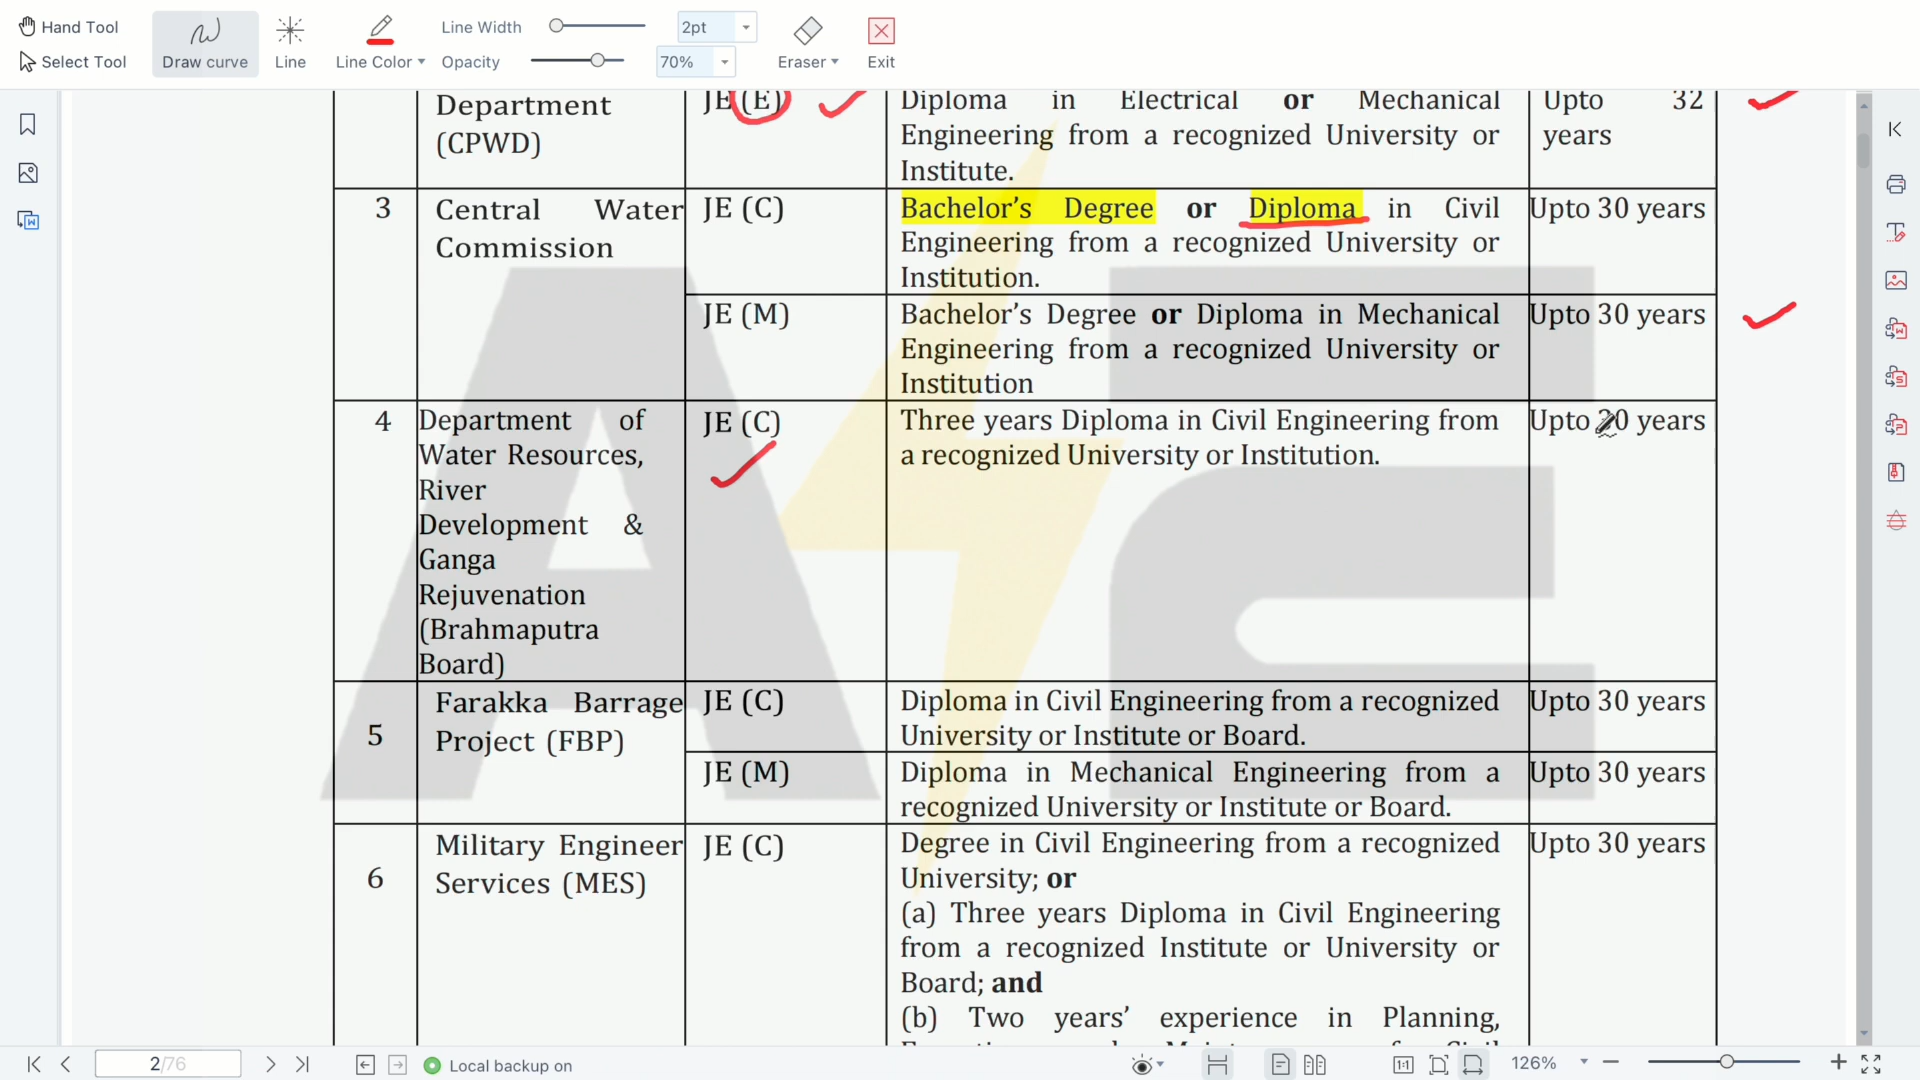 Hand Tool
Select Tool
Draw curve
Line
Line Color
Line Width
Opacity
2pt
70%
Eraser
Exit
Department
(CPWD)
JE (E)
Diploma in Electrical or Mechanical
Engineering from a recognized University or
Institute.
Upto 32
years
3
Central Water
Commission
JE (C)
Bachelor's Degree or Diploma in Civil
Engineering from a recognized University or
Institution.
Upto 30 years
JE (M)
Bachelor's Degree or Diploma in Mechanical
Engineering from a recognized University or
Institution
Upto 30 years
4
Department of
Water Resources,
River
Development &
Ganga
Rejuvenation
(Brahmaputra
Board)
JE (C)
Three years Diploma in Civil Engineering from
a recognized University or Institution.
Upto 30 years
5
Farakka Barrage
Project (FBP)
JE (C)
Diploma in Civil Engineering from a recognized
University or Institute or Board.
Upto 30 years
JE (M)
Diploma in Mechanical Engineering from a
recognized University or Institute or Board.
Upto 30 years
6
Military Engineer
Services (MES)
JE (C)
Degree in Civil Engineering from a recognized
University; or
(a) Three years Diploma in Civil Engineering
from a recognized Institute or University or
Board; and
(b) Two years' experience in Planning,
Upto 30 years
2/76
Local backup on
1:1
126%